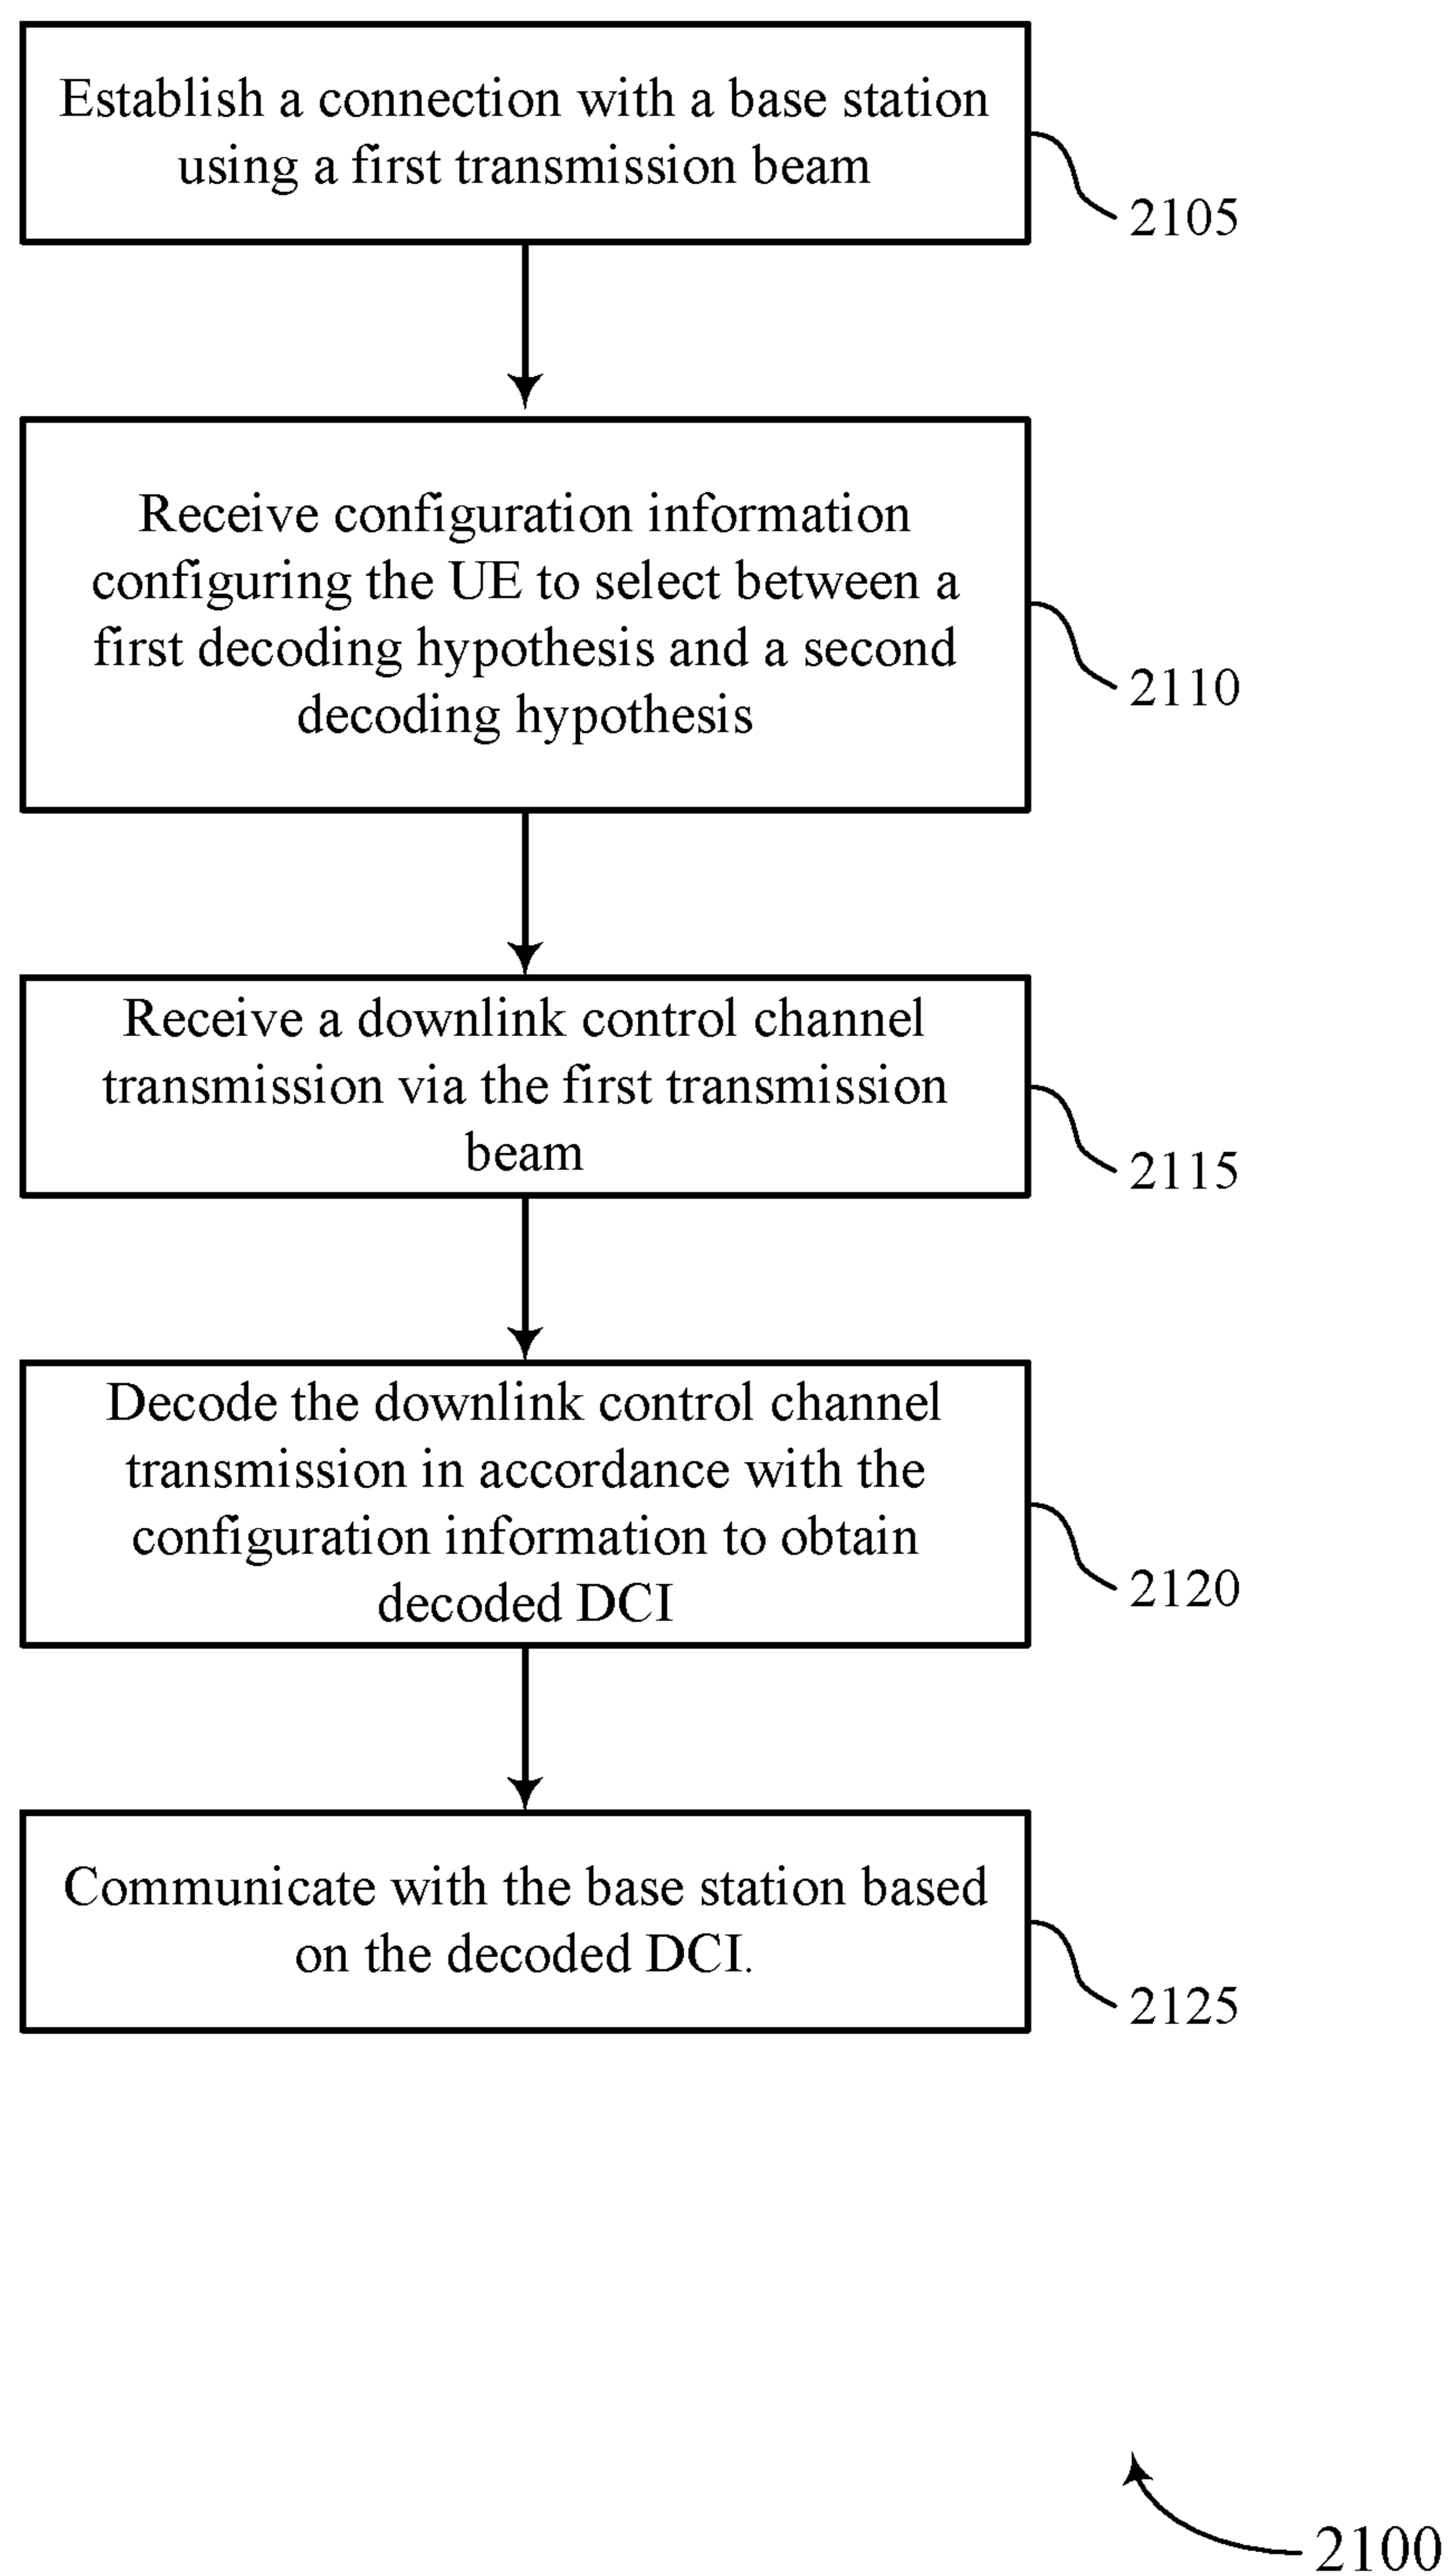 Establish a connection with a base station
using a first transmission beam
2105
Receive configuration information
configuring the UE to select between a
first decoding hypothesis and a second
decoding hypothesis
2110
Receive a downlink control channel
transmission via the first transmission
beam
2115
Decode the downlink control channel
transmission in accordance with the
configuration information to obtain
decoded DCI
2120
Communicate with the base station based
on the decoded DCI.
2125
2100